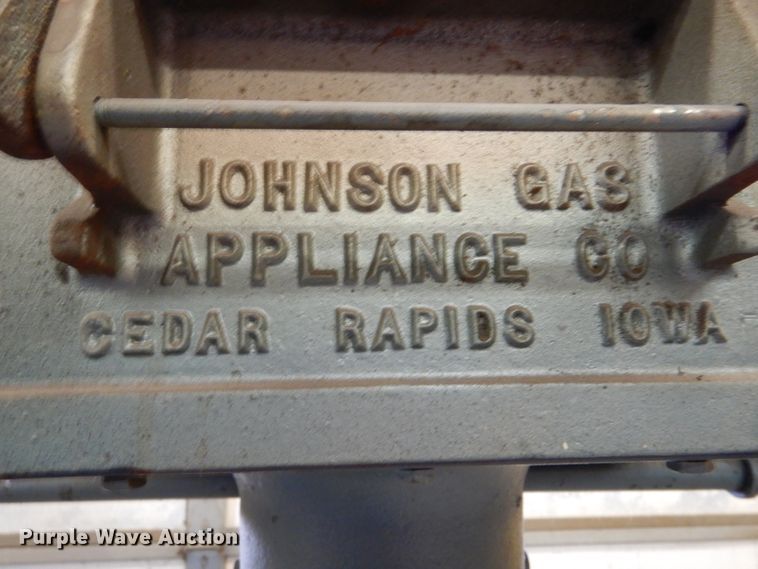 JOHNSON GAS
APPLIANCE CO
CEDAR RAPIDS IOWA
Purple Wave Auction